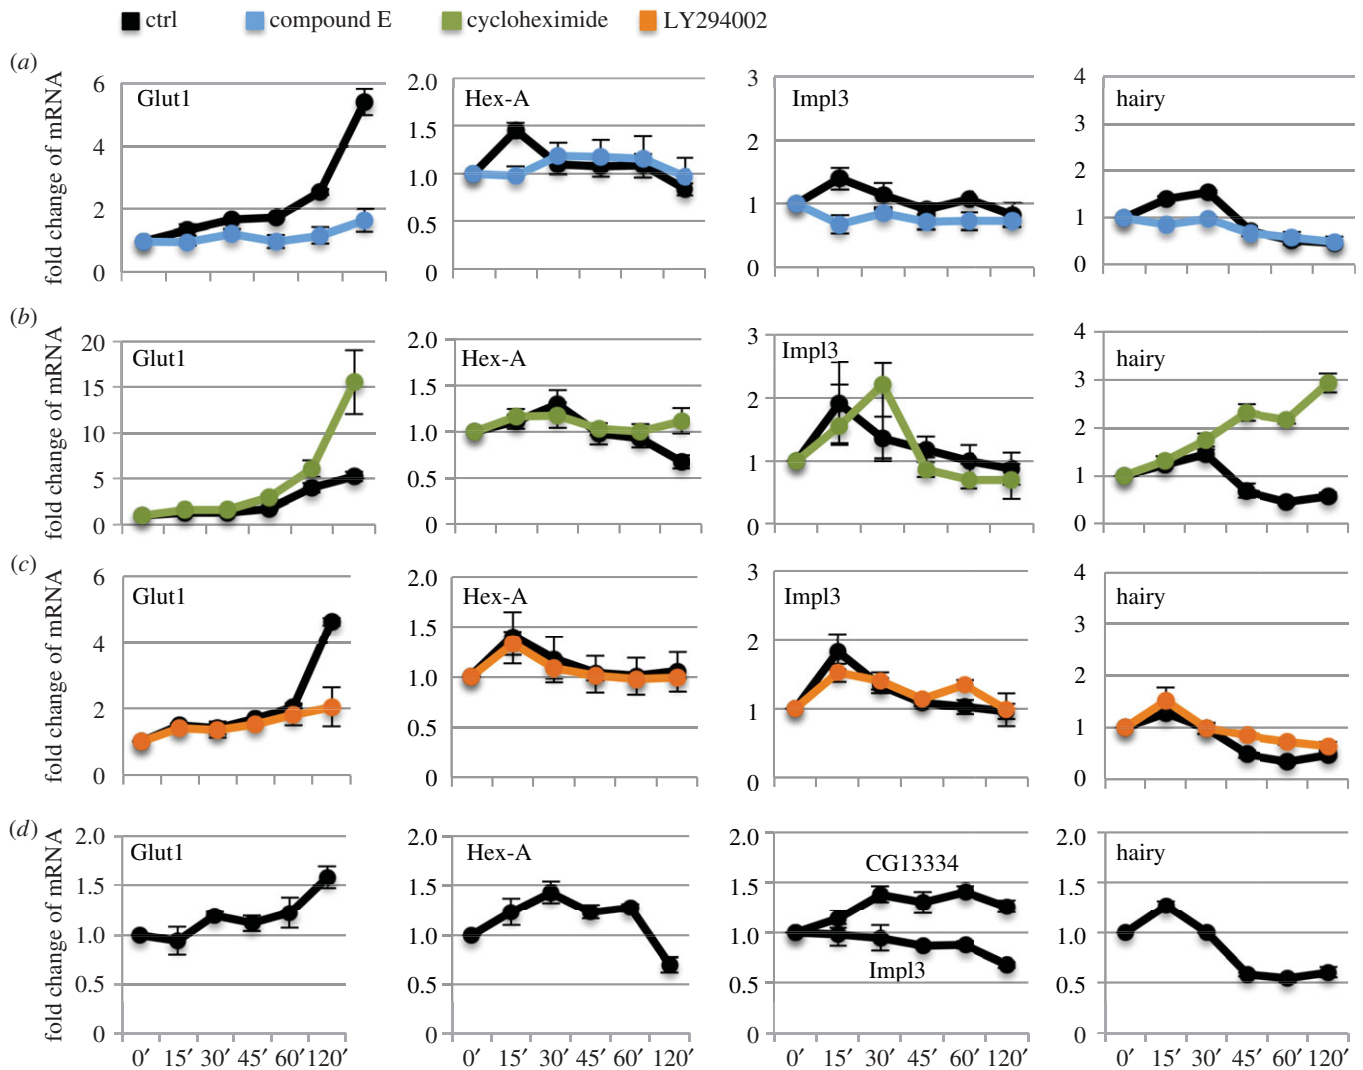 ctrl compound E cycloheximide LY294002
(a)
fold change of mRNA
6
4
2
0
Glut1
2.0
1.5
1.0
0.5
0
Hex-A
3
2
1
0
Impl3
4
3
2
1
0
hairy
(b)
fold change of mRNA
20
15
10
5
0
Glut1
2.0
1.5
1.0
0.5
0
Hex-A
3
2
1
0
Impl3
4
3
2
1
0
hairy
(c)
fold change of mRNA
6
4
2
0
Glut1
2.0
1.5
1.0
0.5
0
Hex-A
3
2
1
0
Impl3
4
3
2
1
0
hairy
(d)
fold change of mRNA
2.0
1.5
1.0
0.5
0
Glut1
0′ 15′ 30′ 45′ 60′ 120′
2.0
1.5
1.0
0.5
0
Hex-A
0′ 15′ 30′ 45′ 60′ 120′
2.0
1.5
1.0
0.5
0
CG13334
Impl3
0′ 15′ 30′ 45′ 60′ 120′
2.0
1.5
1.0
0.5
0
hairy
0′ 15′ 30′ 45′ 60′ 120′